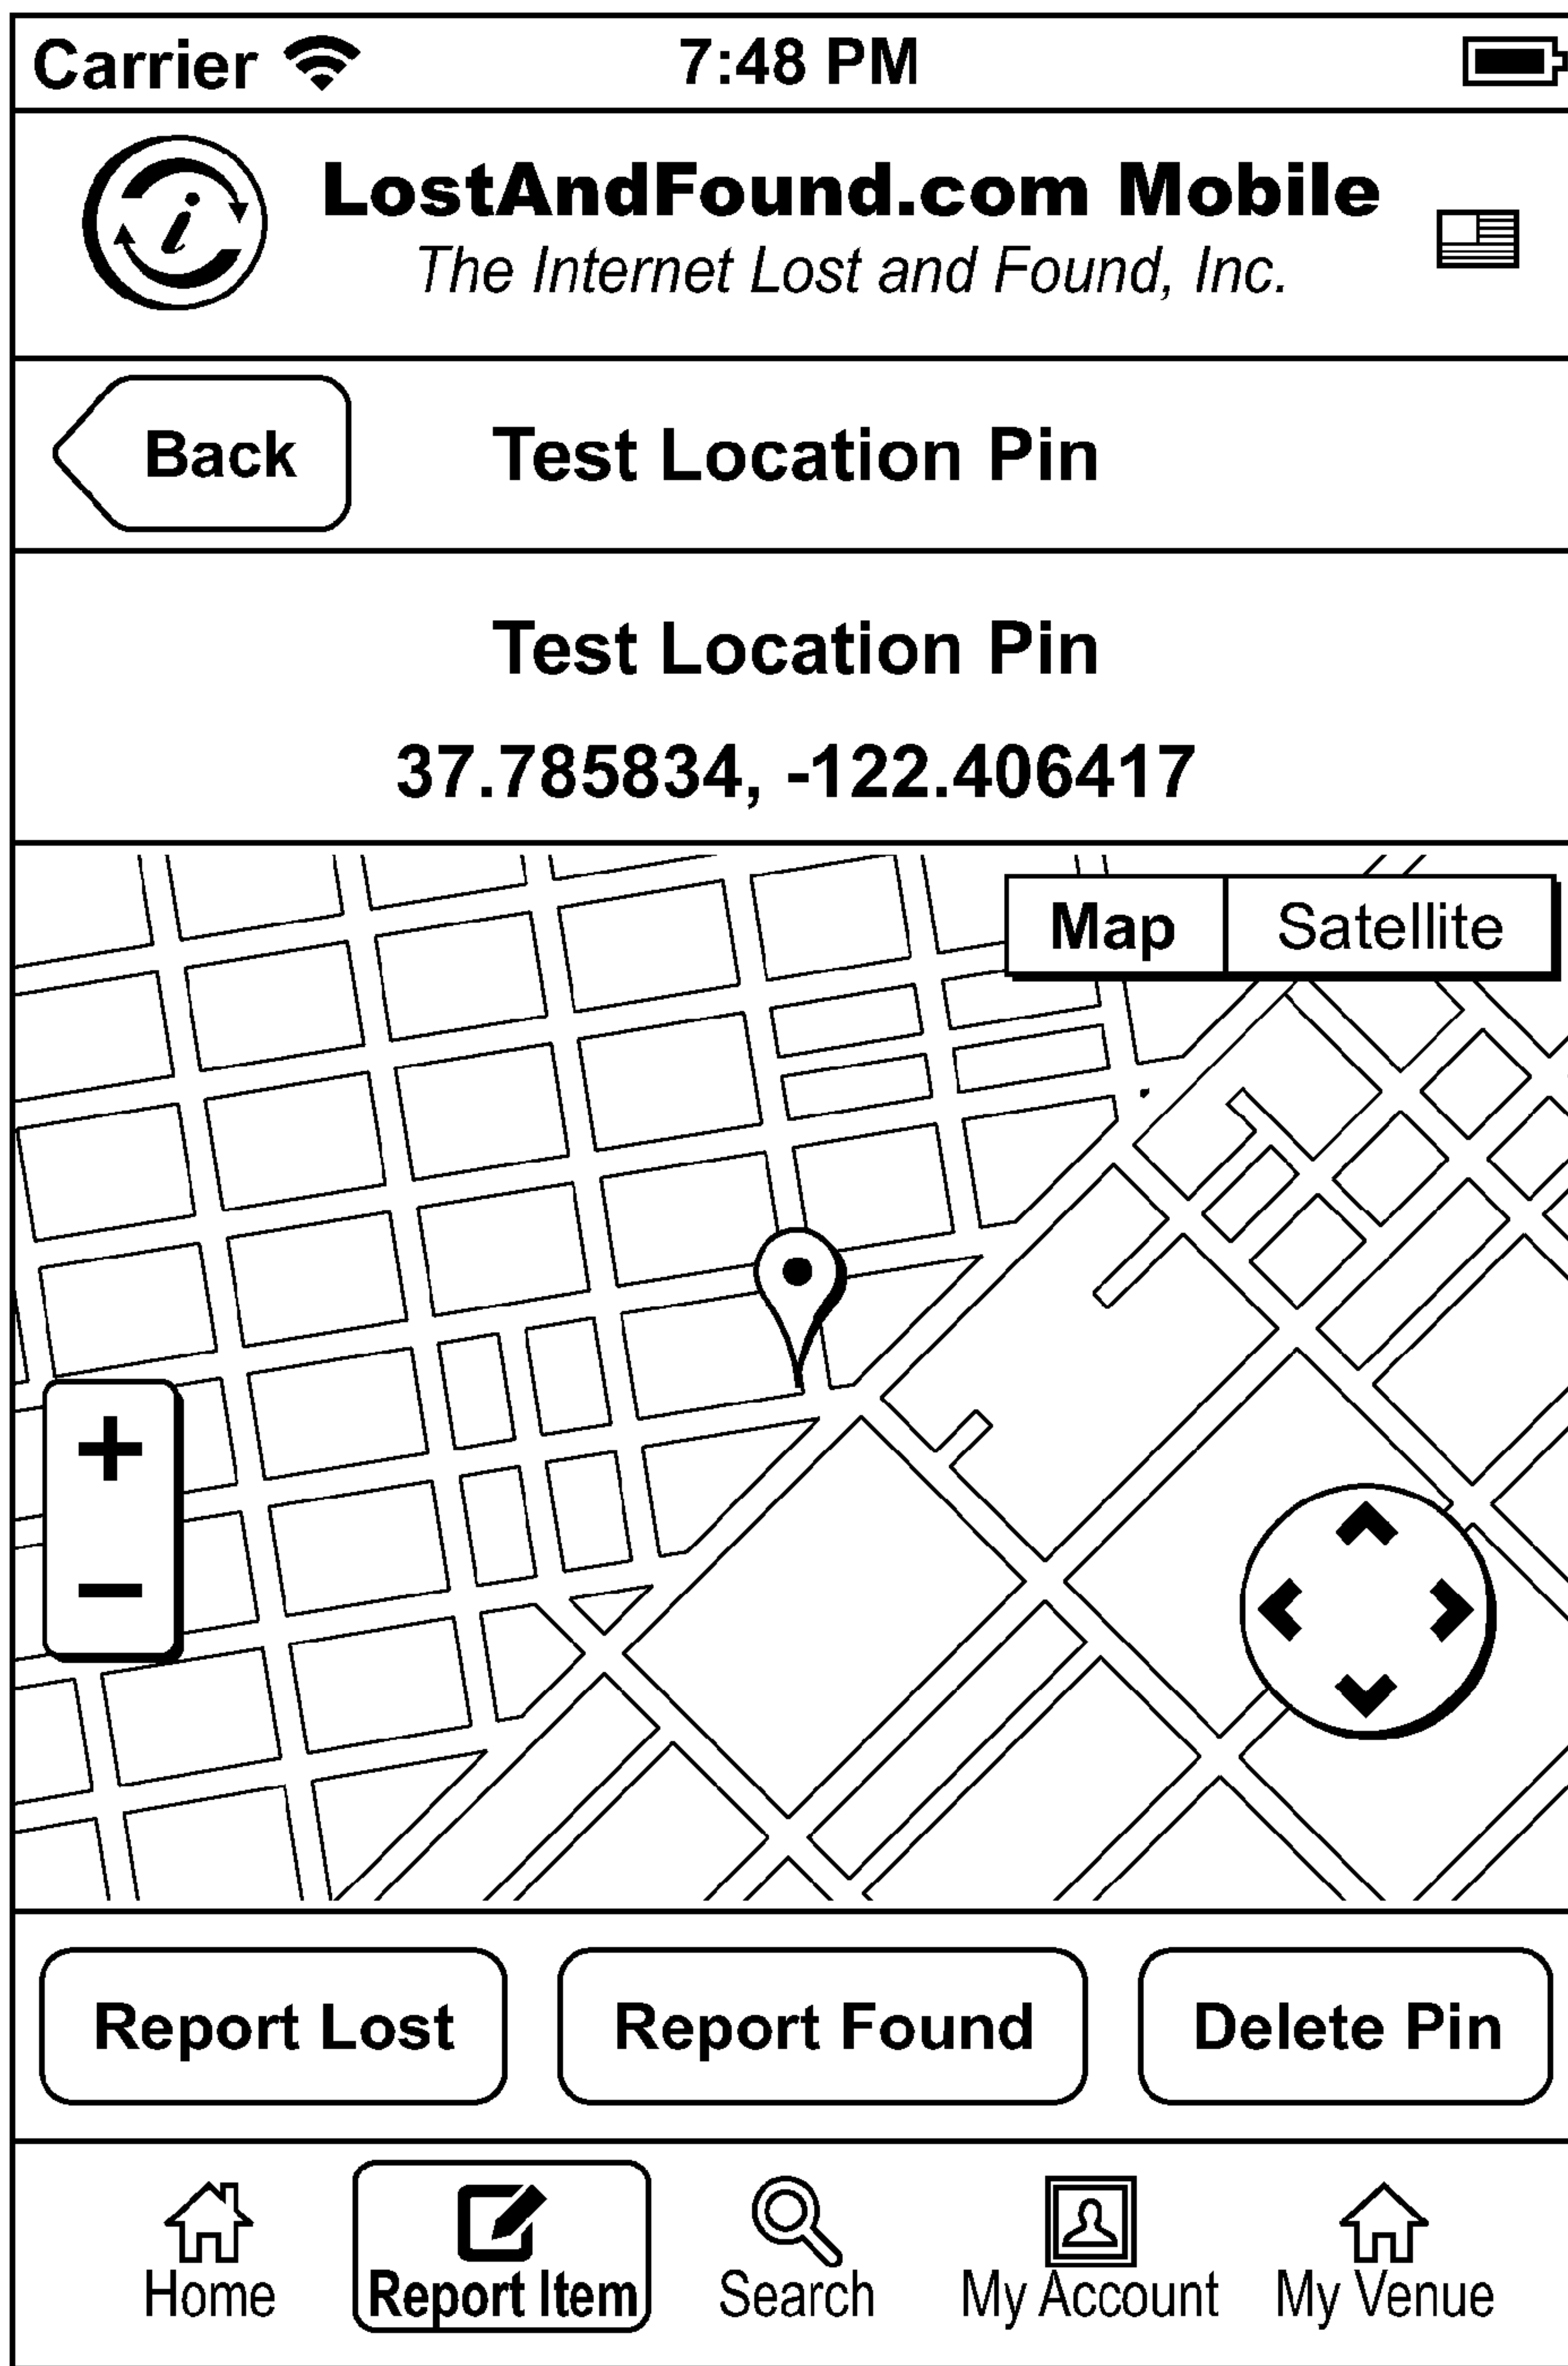 Carrier 7:48 PM
LostAndFound.com Mobile
The Internet Lost and Found, Inc.
Back Test Location Pin
Test Location Pin
37.785834, -122.406417
Map Satellite
+
−
Report Lost Report Found Delete Pin
Home Report Item Search My Account My Venue